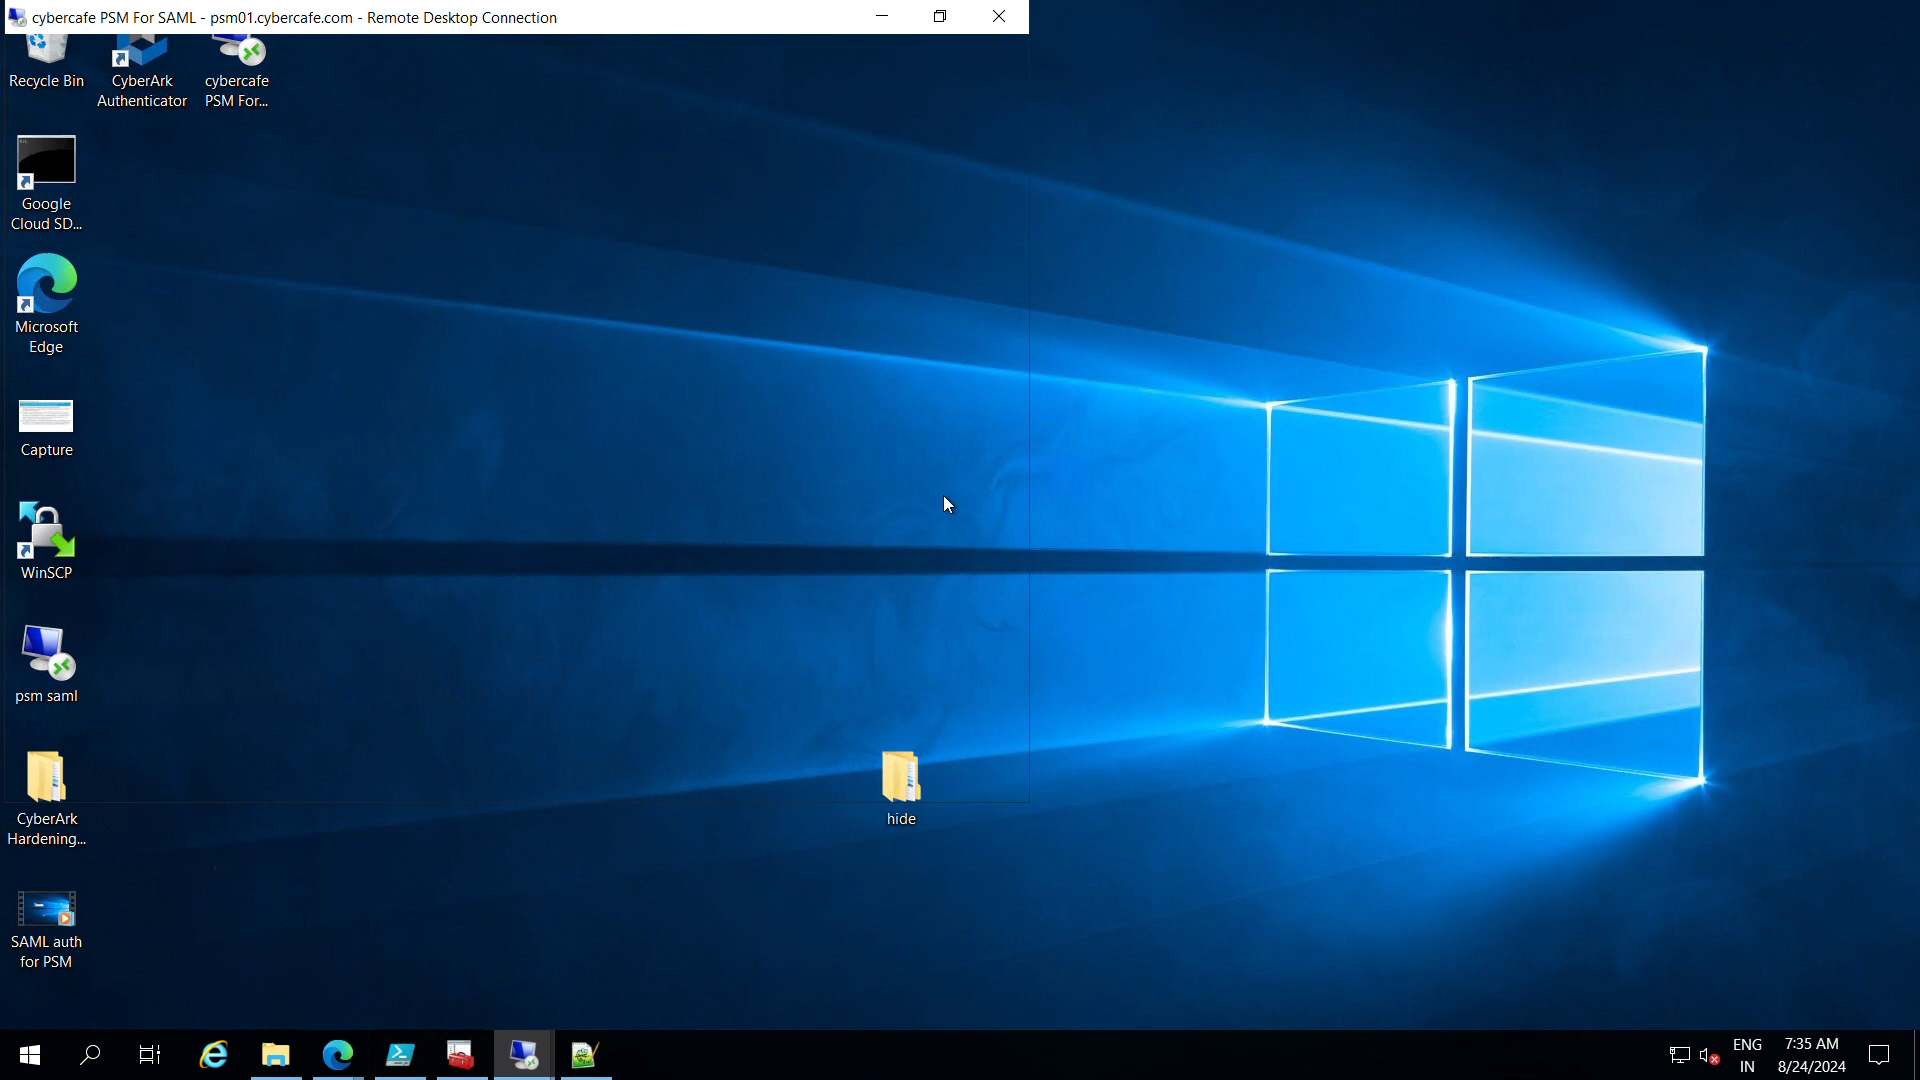 cybercafe PSM For SAML - psm01.cybercafe.com - Remote Desktop Connection
Recycle Bin
CyberArk
Authenticator
cybercafe
PSM For...
Google
Cloud SD...
Microsoft
Edge
Capture
WinSCP
psm saml
CyberArk
Hardening...
hide
SAML auth
for PSM
ENG
IN
7:35 AM
8/24/2024